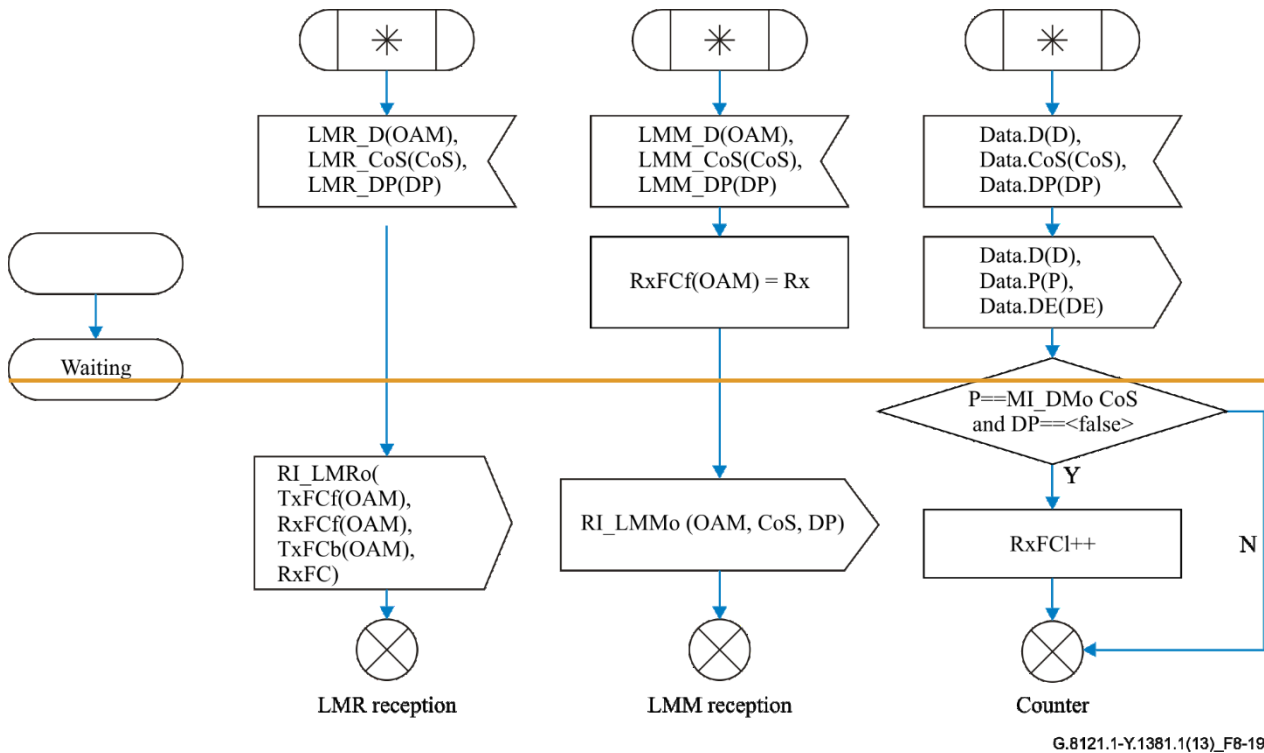 LMR_D(OAM),
LMR_CoS(CoS),
LMR_DP(DP)
LMM_D(OAM),
LMM_CoS(CoS),
LMM_DP(DP)
Data.D(D),
Data.CoS(CoS),
Data.DP(DP)
RxFCf(OAM) = Rx
Data.D(D),
Data.P(P),
Data.DE(DE)
Waiting
P==MI_DMo CoS
and DP==<false>
Y
N
RI_LMRo(
TxFCf(OAM),
RxFCf(OAM),
TxFCb(OAM),
RxFC)
RI_LMMo (OAM, CoS, DP)
RxFCl++
LMR reception
LMM reception
Counter
G.8121.1-Y.1381.1(13)_F8-19